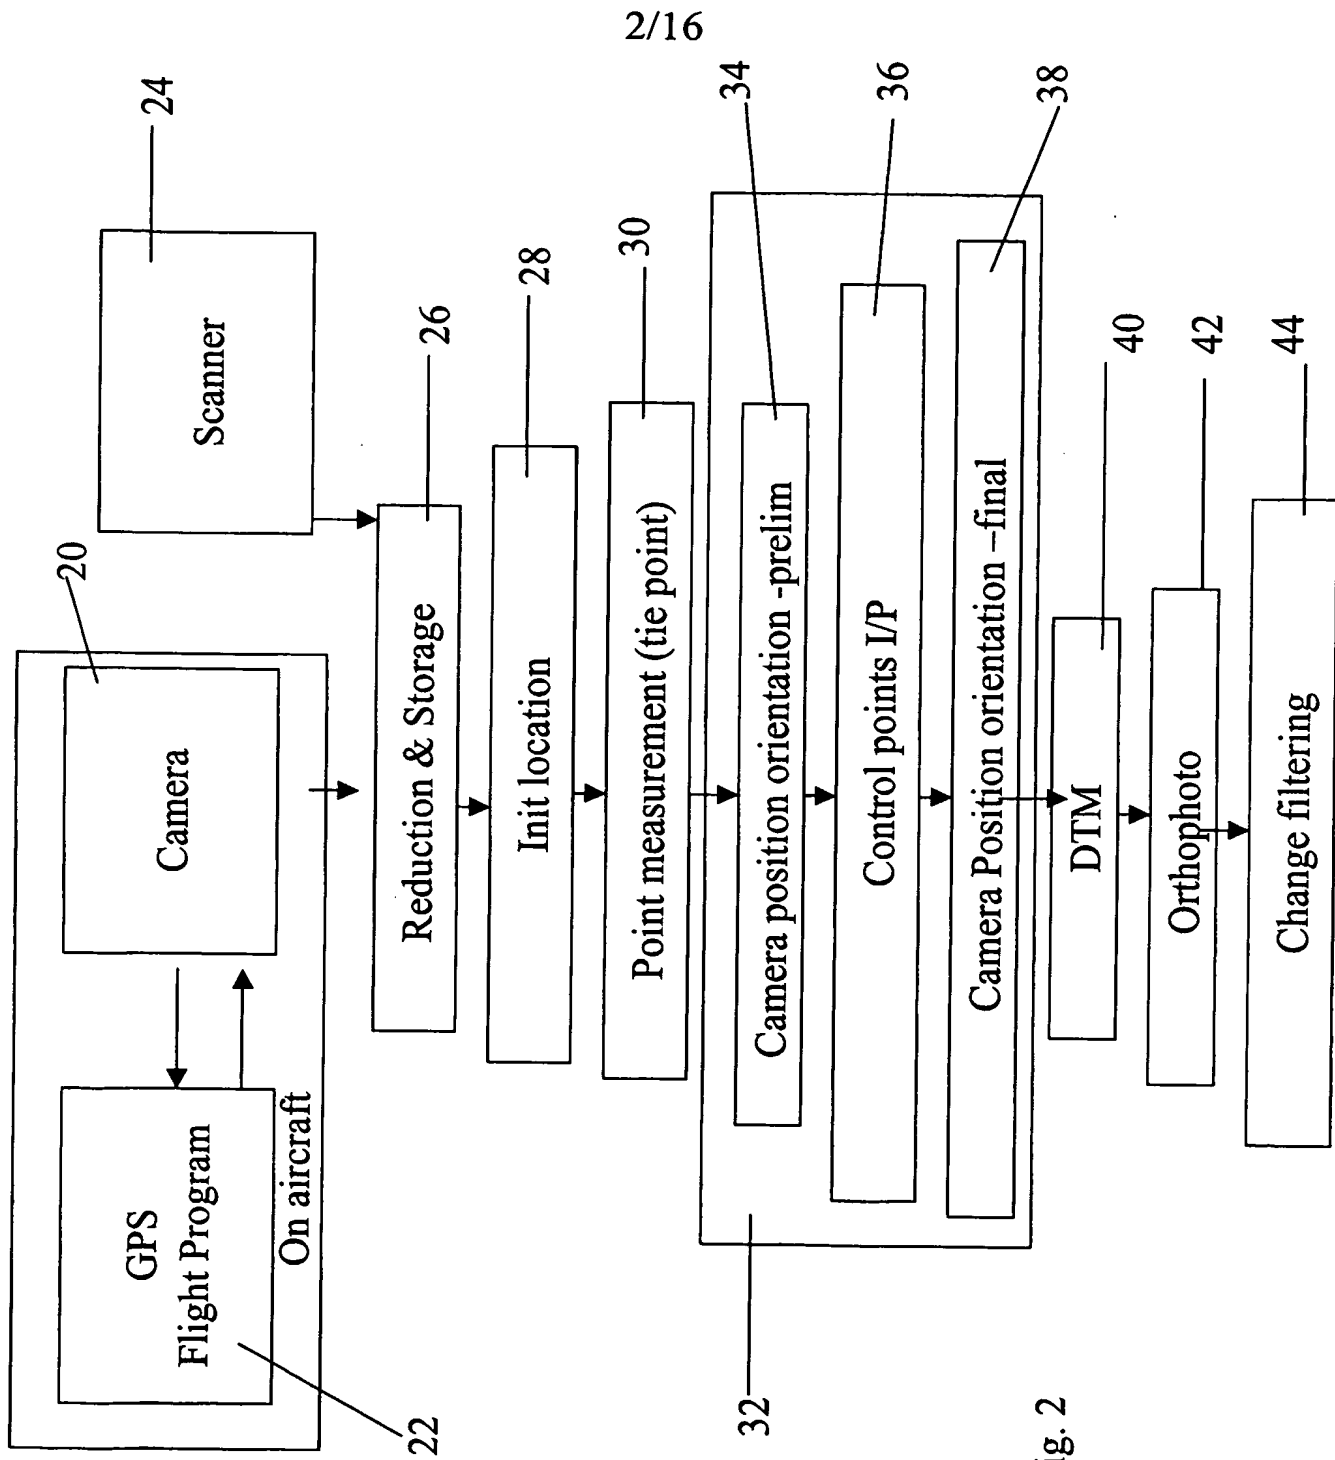 2/16
GPS
Flight Program
On aircraft
22
Camera
20
Scanner
24
Reduction & Storage
26
Init location
28
Point measurement (tie point)
30
32
Camera position orientation -prelim
34
Control points I/P
36
Camera Position orientation –final
38
DTM
40
Orthophoto
42
Change filtering
44
ig. 2